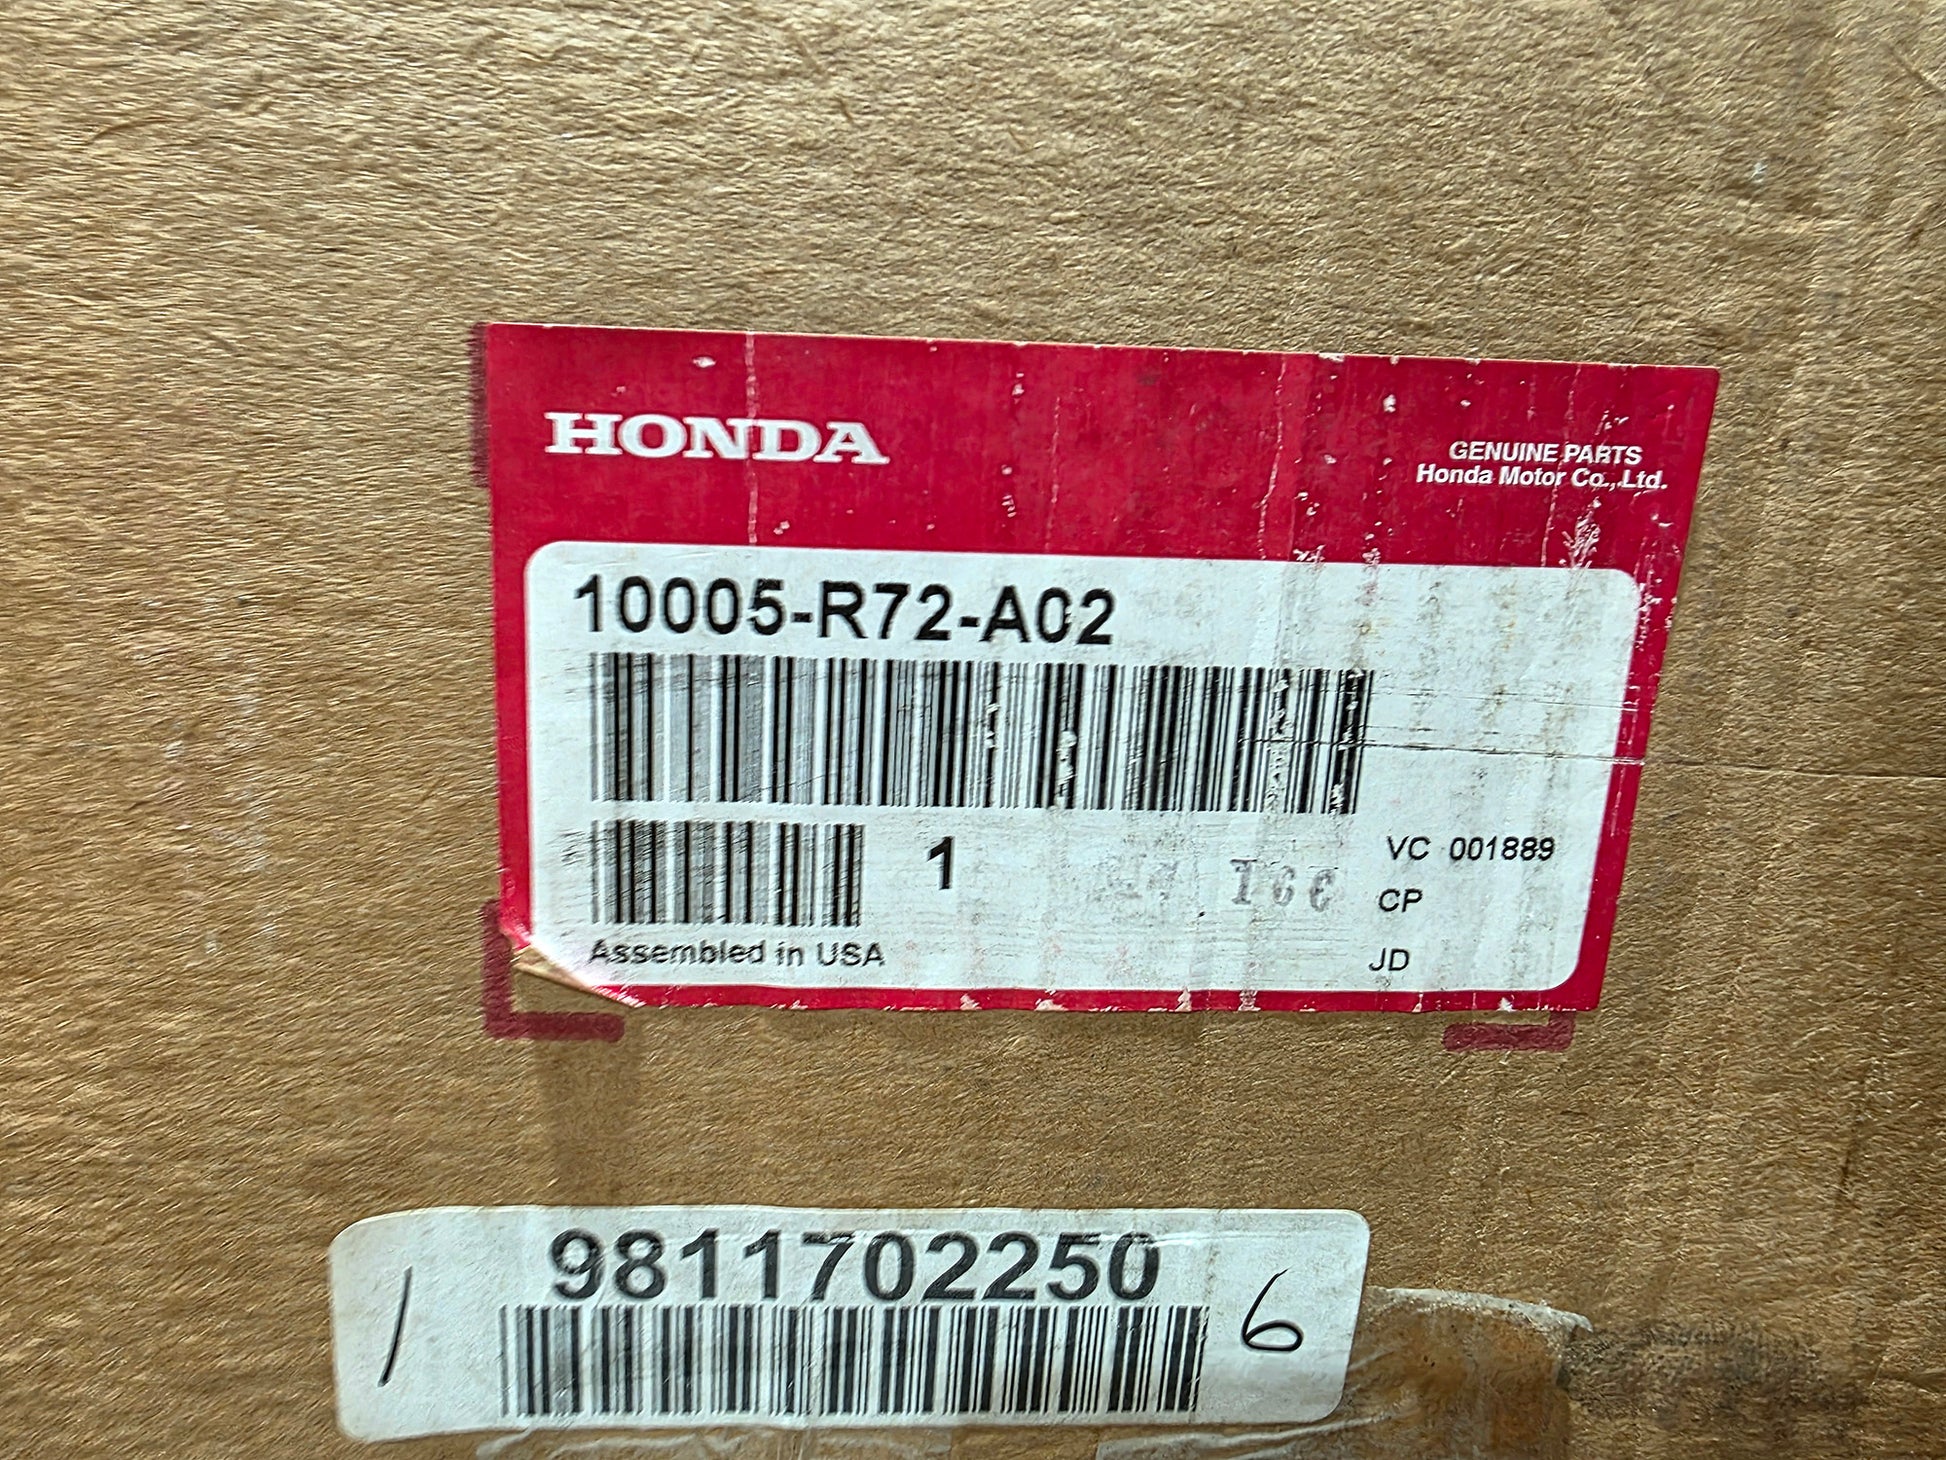 HONDA
GENUINE PARTS
Honda Motor Co., Ltd.
10005-R72-A02
1
VC 001889
CP
Assembled in USA
JD
9811702250
1 6